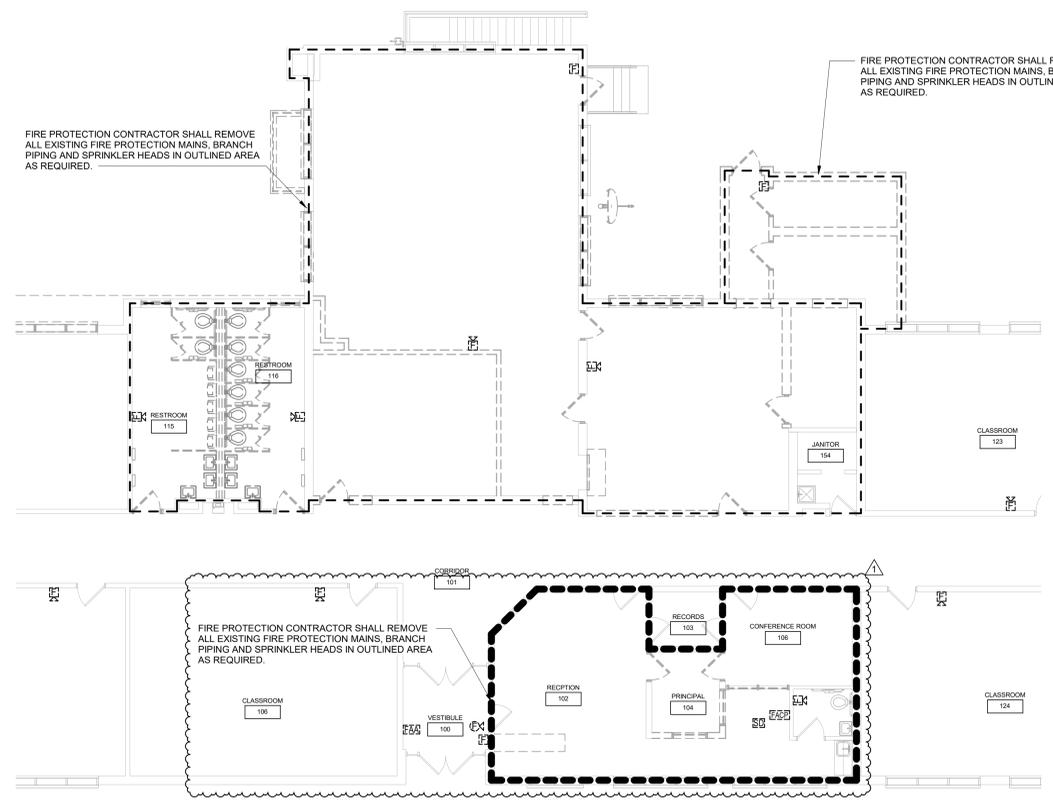 FIRE PROTECTION CONTRACTOR SHALL
ALL EXISTING FIRE PROTECTION MAINS,
PIPING AND SPRINKLER HEADS IN
AS REQUIRED.
FIRE PROTECTION CONTRACTOR SHALL REMOVE
ALL EXISTING FIRE PROTECTION MAINS, BRANCH
PIPING AND SPRINKLER HEADS IN OUTLINED AREA
AS REQUIRED.
RESTROOM
116
RESTROOM
115
JANITOR
154
CLASSROOM
123
CORRIDOR
101
1
FIRE PROTECTION CONTRACTOR SHALL REMOVE
ALL EXISTING FIRE PROTECTION MAINS, BRANCH
PIPING AND SPRINKLER HEADS IN OUTLINED AREA
AS REQUIRED.
RECORDS
103
CONFERENCE ROOM
106
RECPTION
102
PRINCIPAL
104
CLASSROOM
106
VESTIBULE
100
FACP
CLASSROOM
124